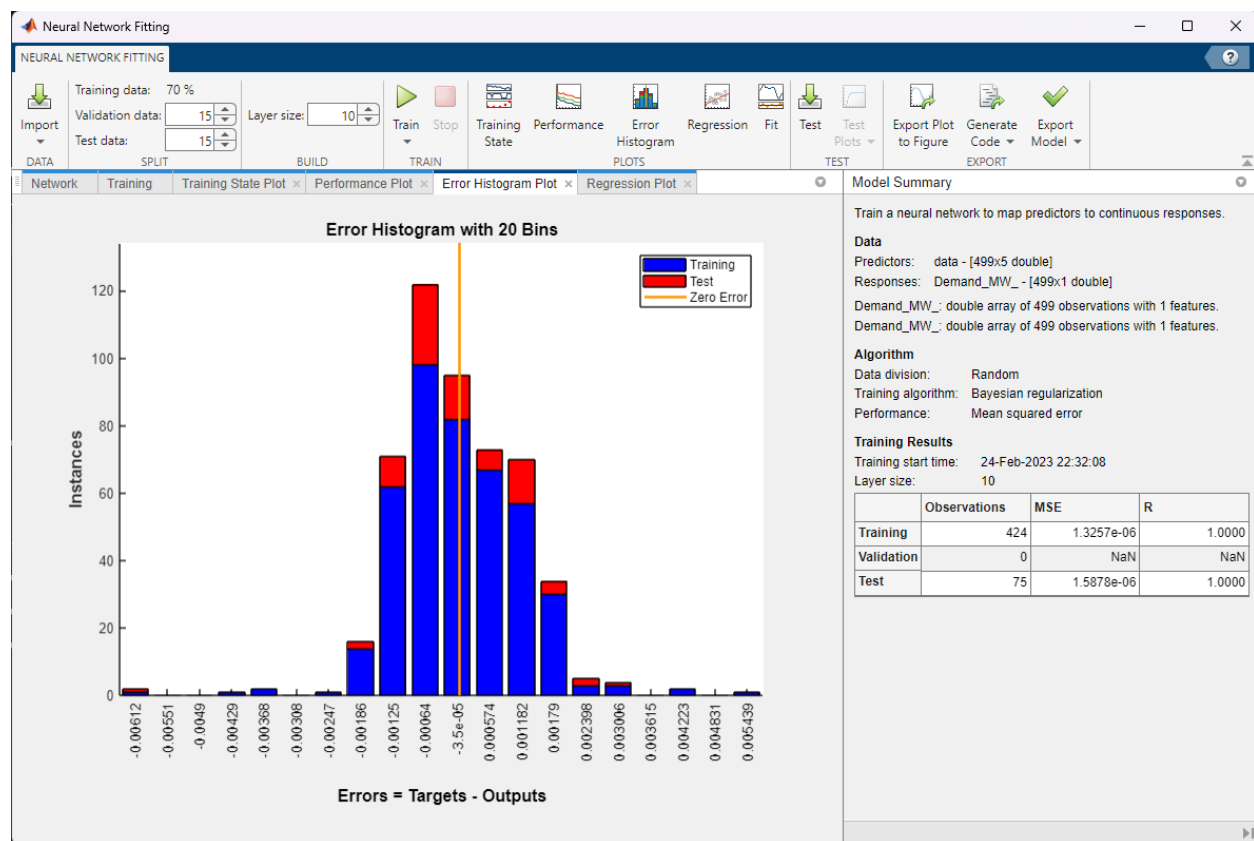 Neural Network Fitting
NEURAL NETWORK FITTING
?
Import
DATA
Training data: 70 %
Validation data: 15
Test data: 15
SPLIT
Layer size: 10
BUILD
Train
Stop
TRAIN
Training
State
Performance
Error
Histogram
Regression
Fit
PLOTS
Test
Test
Plots
TEST
Export Plot
to Figure
Generate
Code
Export
Model
EXPORT
Network
Training
Training State Plot ×
Performance Plot ×
Error Histogram Plot ×
Regression Plot ×
Error Histogram with 20 Bins
Training
Test
Zero Error
Instances
120
100
80
60
40
20
0
-0.00612
-0.00551
-0.0049
-0.00429
-0.00368
-0.00308
-0.00247
-0.00186
-0.00125
-0.00064
-3.5e-05
0.000574
0.001182
0.00179
0.002398
0.003006
0.003615
0.004223
0.004831
0.005439
Errors = Targets - Outputs
Model Summary
Train a neural network to map predictors to continuous responses.
Data
Predictors: data - [499x5 double]
Responses: Demand_MW_ - [499x1 double]
Demand_MW_: double array of 499 observations with 1 features.
Demand_MW_: double array of 499 observations with 1 features.
Algorithm
Data division: Random
Training algorithm: Bayesian regularization
Performance: Mean squared error
Training Results
Training start time: 24-Feb-2023 22:32:08
Layer size: 10
Observations MSE R
Training 424 1.3257e-06 1.0000
Validation 0 NaN NaN
Test 75 1.5878e-06 1.0000